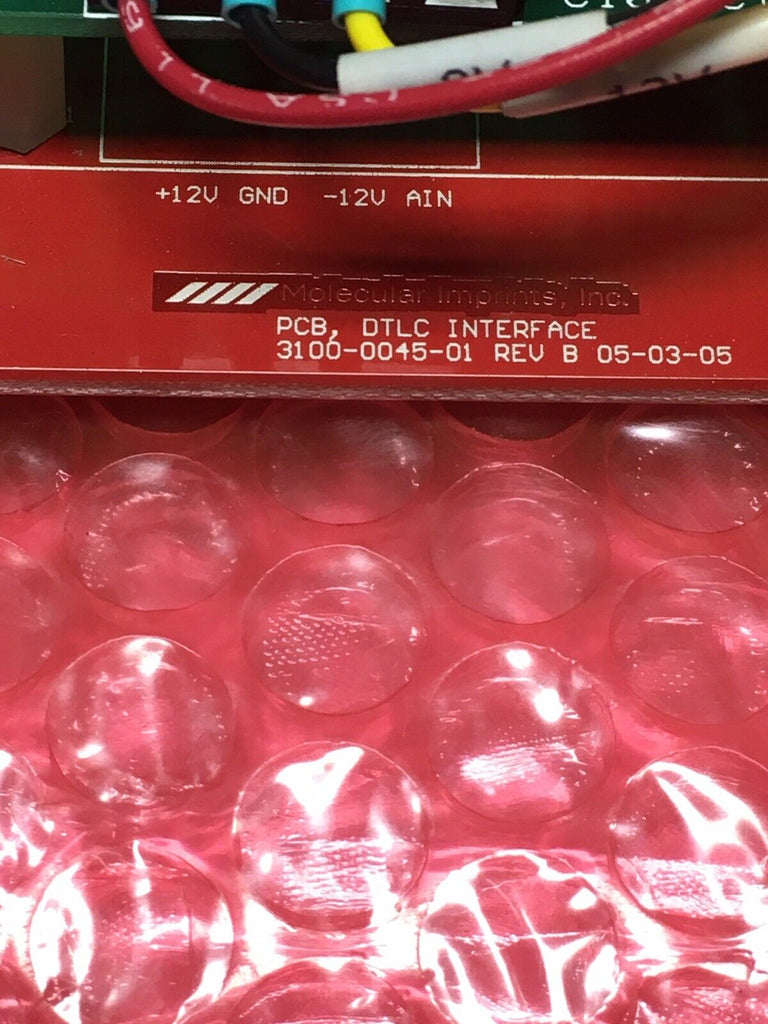 +12V GND -12V AIN
Molecular Imprints, Inc.
PCB, DTLC INTERFACE
3100-0045-01 REV B 05-03-05